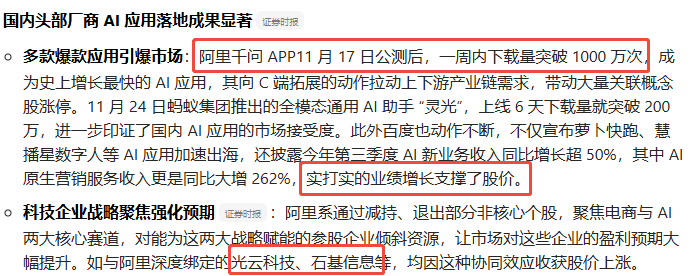 国内头部厂商 AI 应用落地成果显著 证券时报
多款爆款应用引爆市场：阿里千问 APP11 月 17 日公测后，一周内下载量突破 1000 万次，成
为史上增长最快的 AI 应用，其向 C 端拓展的动作拉动上下游产业链需求，带动大量关联概念
股涨停。11 月 24 日蚂蚁集团推出的全模态通用 AI 助手 “灵光”，上线 6 天下载量就突破 200
万，进一步印证了国内 AI 应用的市场接受度。此外百度也动作不断，不仅宣布萝卜快跑、慧
播星数字人等 AI 应用加速出海，还披露今年第三季度 AI 新业务收入同比增长超 50%，其中 AI
原生营销服务收入更是同比大增 262%，实打实的业绩增长支撑了股价。
科技企业战略聚焦强化预期 证券时报 ：阿里系通过减持、退出部分非核心个股，聚焦电商与 AI
两大核心赛道，对能为这两大战略赋能的参股企业倾斜资源，让市场对这些企业的盈利预期大
幅提升。如与阿里深度绑定的光云科技、石基信息等，均因这种协同效应收获股价上涨。